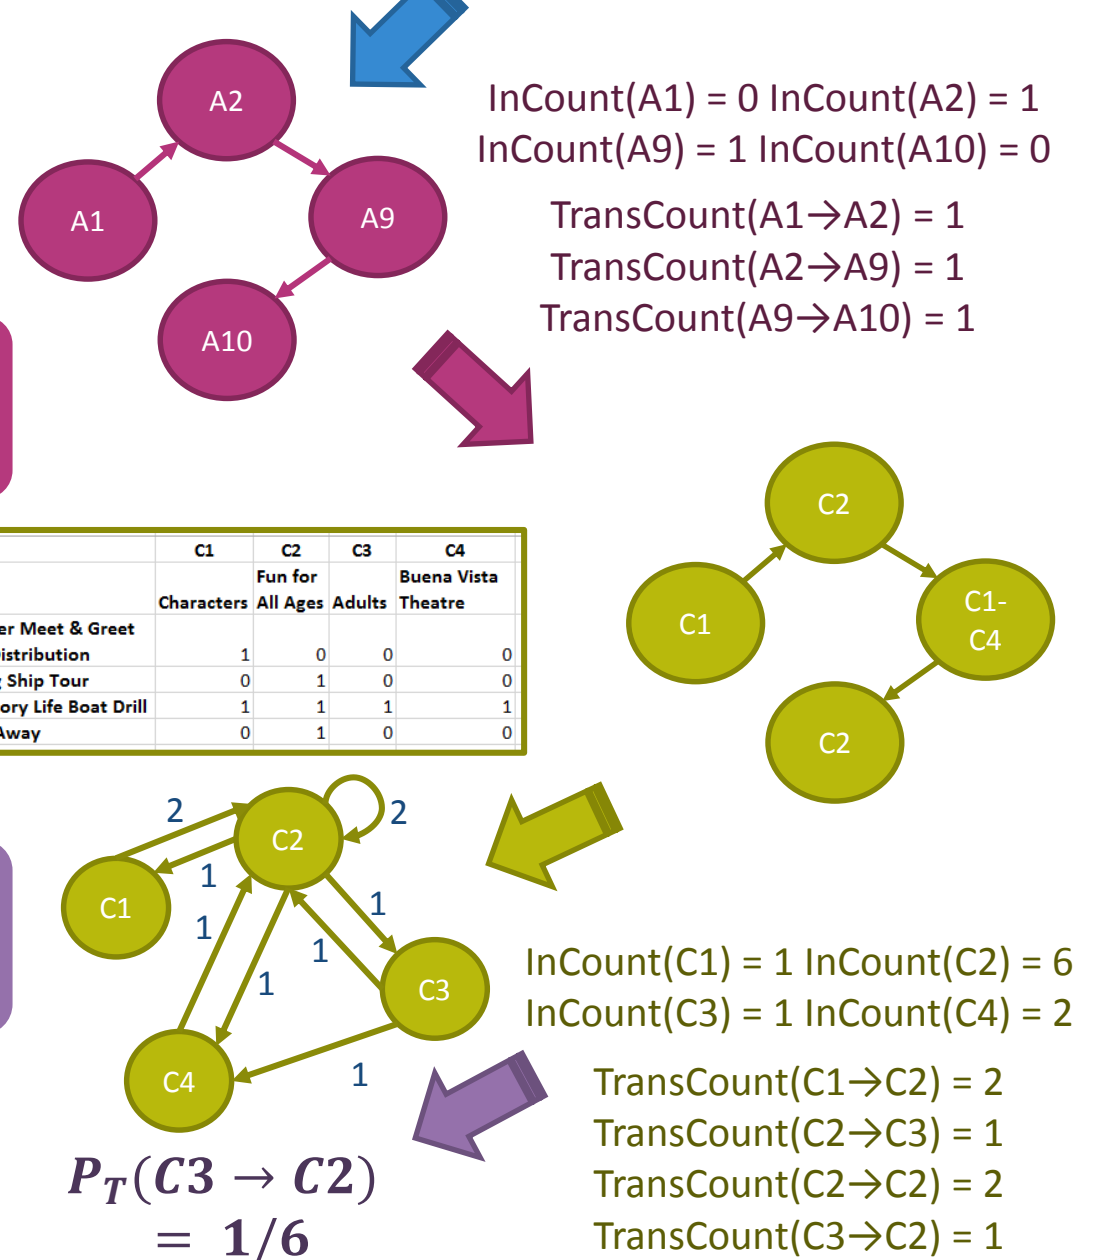 A2
InCount(A1) = 0 InCount(A2) = 1
InCount(A9) = 1 InCount(A10) = 0
A1
A9
TransCount(A1→A2) = 1
TransCount(A2→A9) = 1
TransCount(A9→A10) = 1
A10
C2
C1
C1-
C4
C2
C1 C2 C3 C4
Fun for Buena Vista
Characters All Ages Adults Theatre
er Meet & Greet
istribution 1 0 0 0
g Ship Tour 0 1 0 0
ory Life Boat Drill 1 1 1 1
Away 0 1 0 0
2
C2
2
1
C1
1
1
1
1
C3
C4
1
InCount(C1) = 1 InCount(C2) = 6
InCount(C3) = 1 InCount(C4) = 2
TransCount(C1→C2) = 2
TransCount(C2→C3) = 1
TransCount(C2→C2) = 2
TransCount(C3→C2) = 1
P_T(C3 → C2)
= 1/6